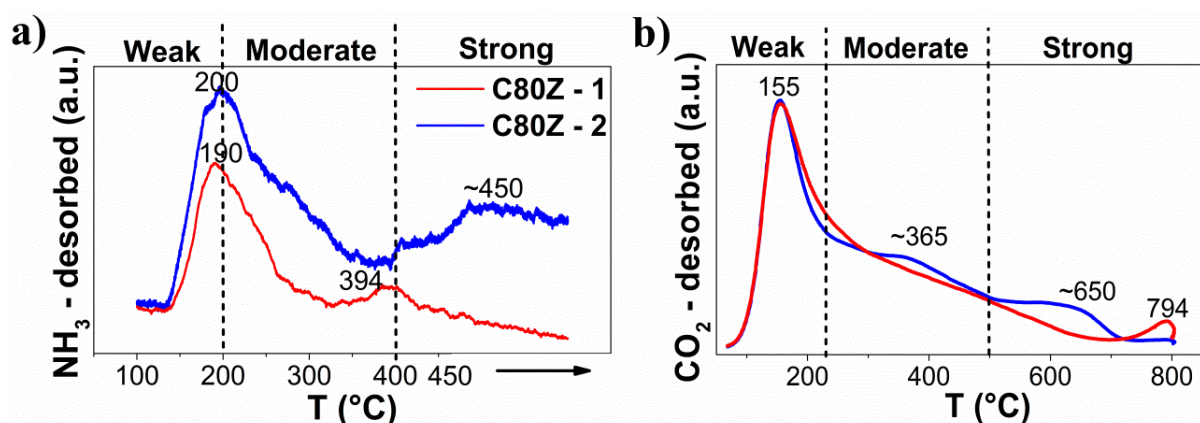 a)
Weak Moderate Strong
200
190
394
~450
C80Z - 1
C80Z - 2
NH3 - desorbed (a.u.)
100 200 300 400 450
T (°C)
b)
Weak Moderate Strong
155
~365
~650
794
CO2 - desorbed (a.u.)
200 400 600 800
T (°C)